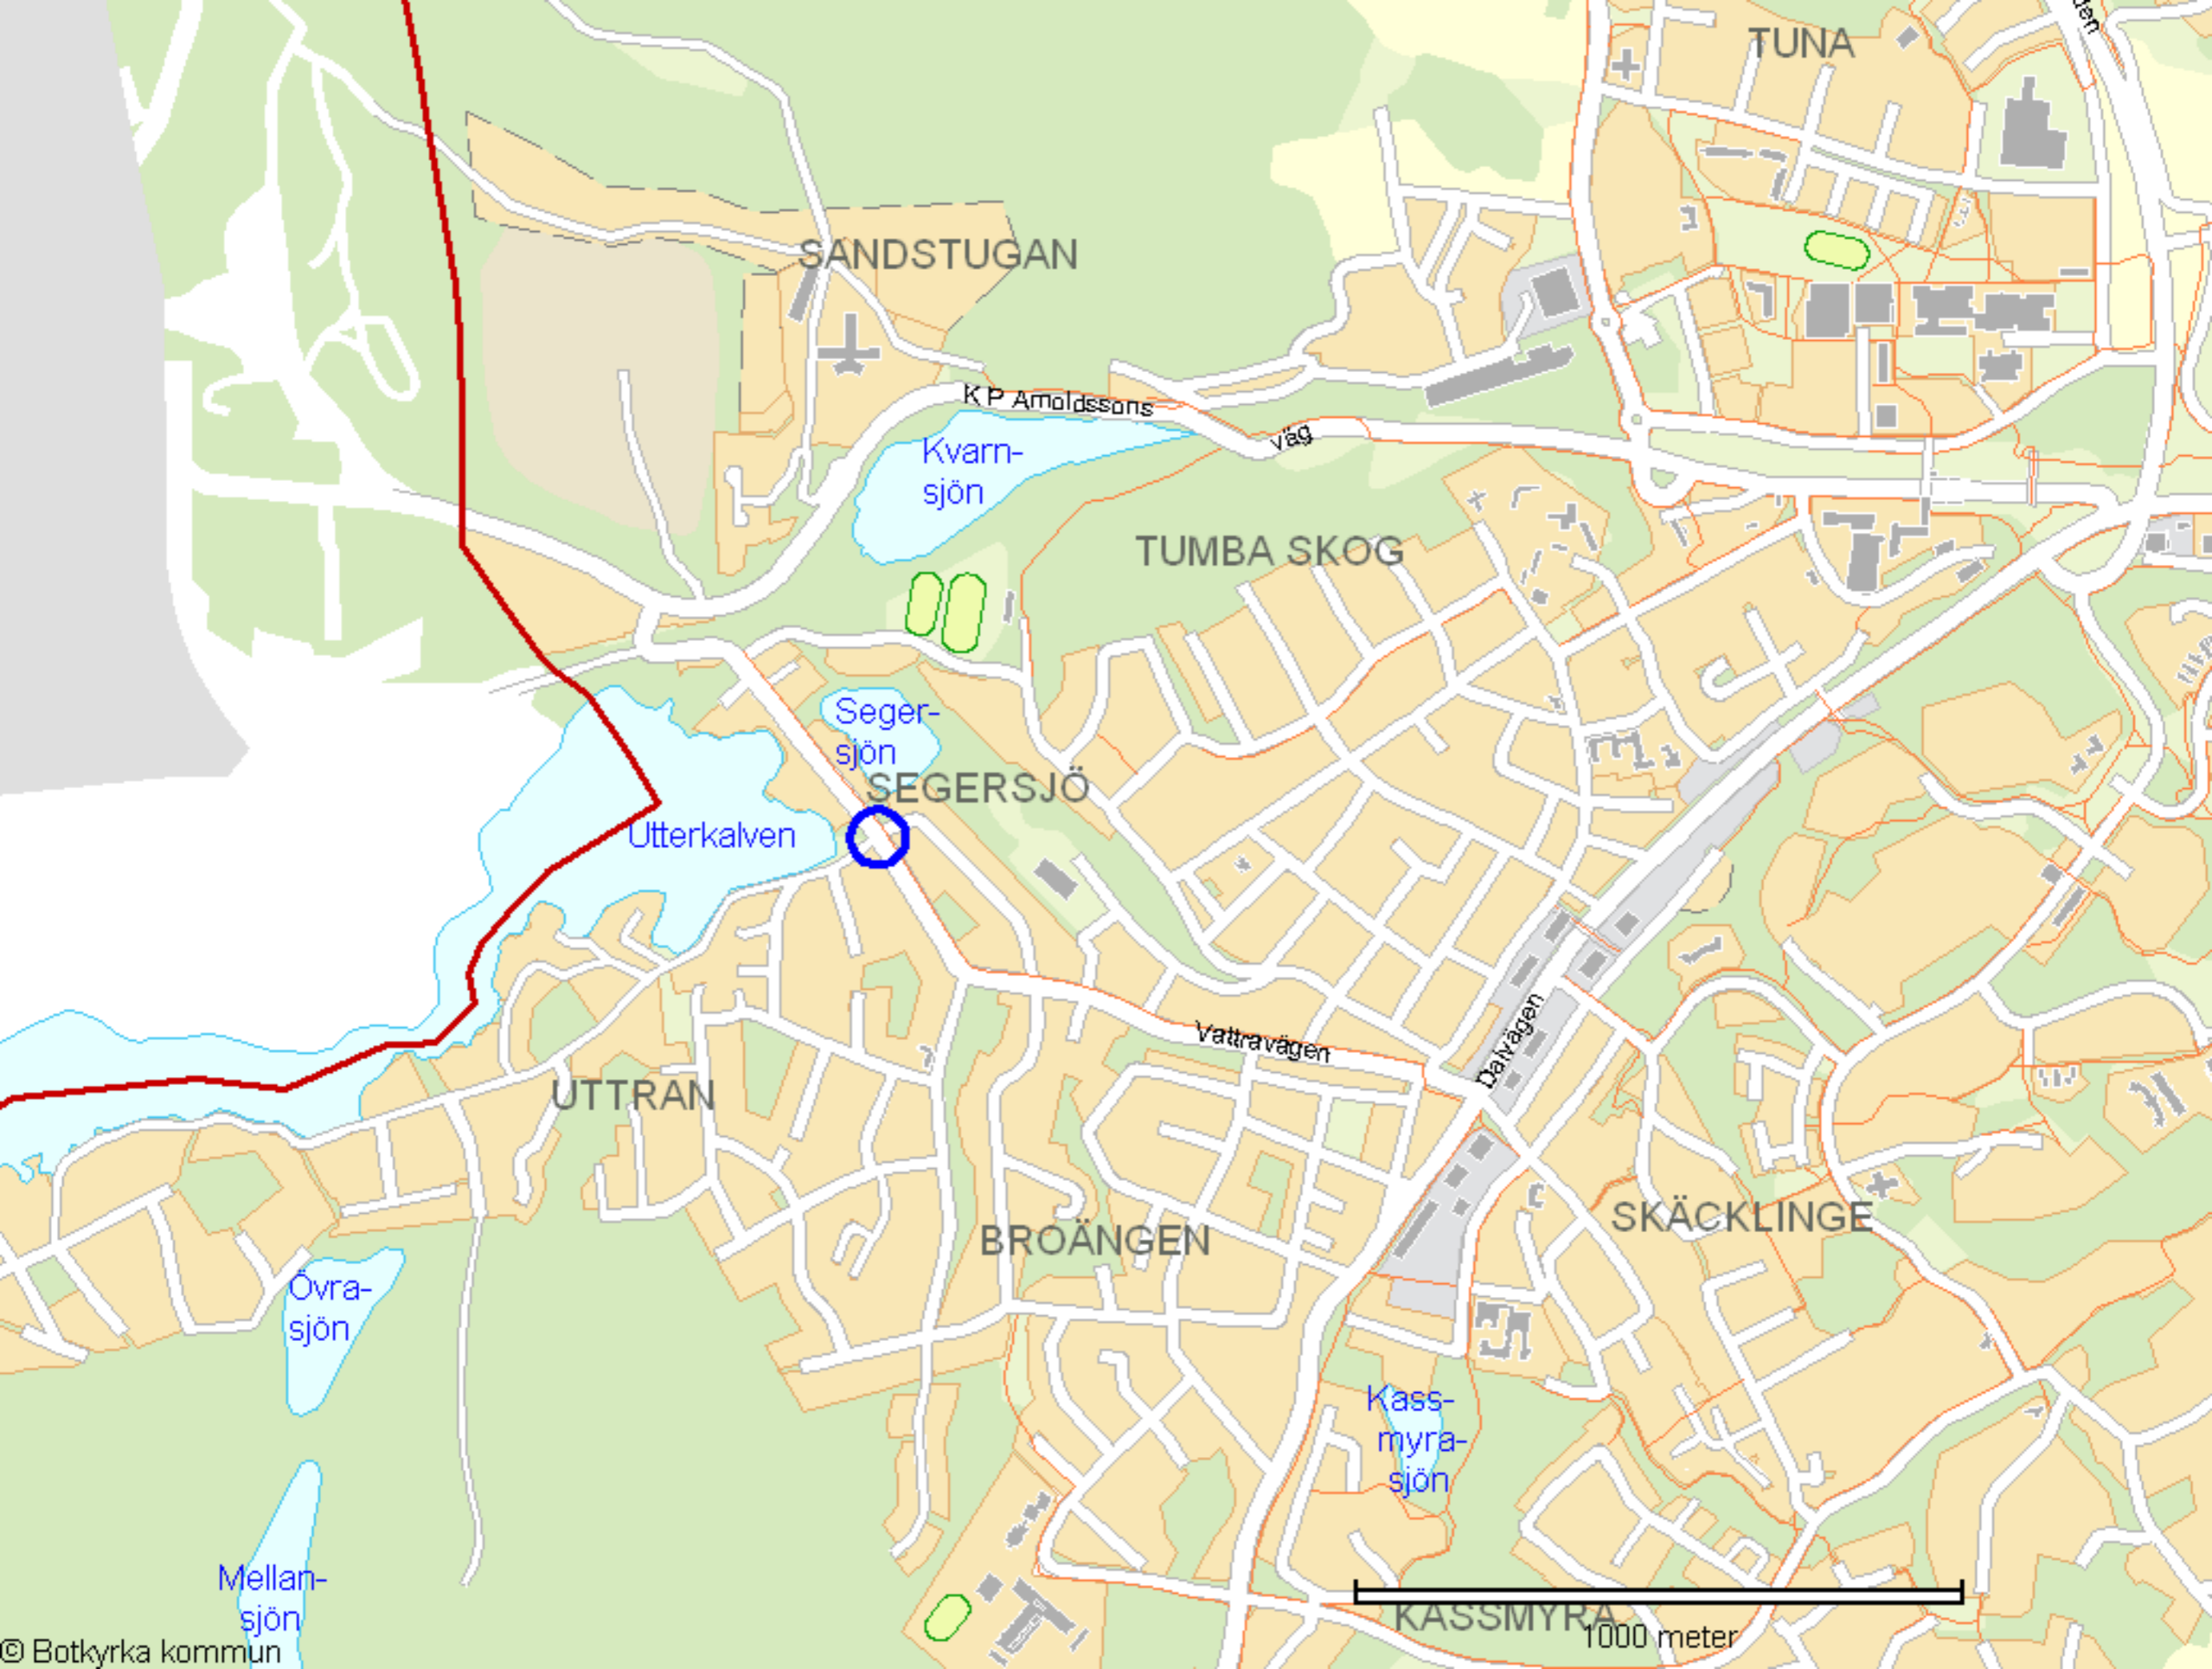 den
TUNA
SANDSTUGAN
K P Arnoldssons
väg
Kvarn-
sjön
TUMBA SKOG
Seger-
sjön
SEGERSJÖ
Utterkalven
Vattravägen
Dalvägen
UTTRAN
SKÄCKLINGE
BROÄNGEN
Övra-
sjön
Kass-
myra-
sjön
Mellan-
sjön
KASSMYRA
1000 meter
© Botkyrka kommun